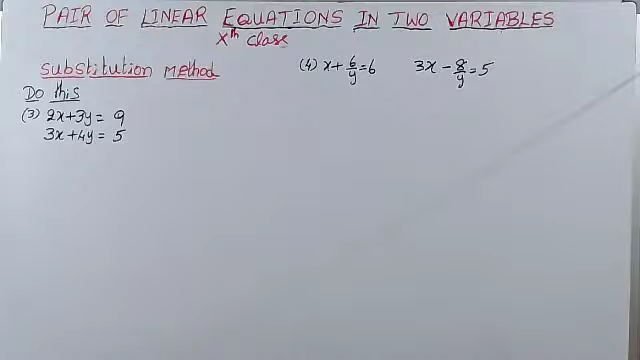 PAIR OF LINEAR EQUATIONS IN TWO VARIABLES
Xth class
Substitution method
Do this
(3) 2x+3y= 9
3x+4y= 5
(4) x+6/y=6 3x-8/y=5